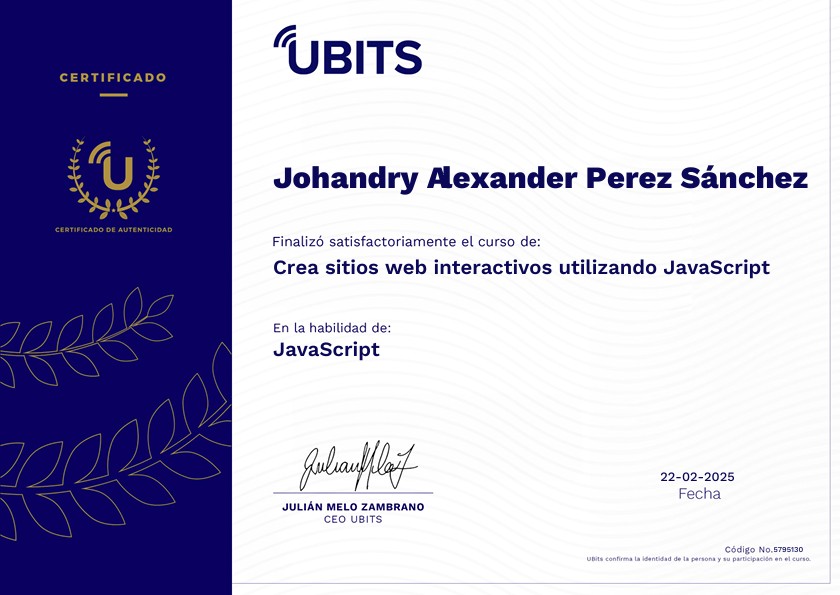 CERTIFICADO
U
CERTIFICADO DE AUTENTICIDAD
UBITS
Johandry Alexander Perez Sánchez
Finalizó satisfactoriamente el curso de:
Crea sitios web interactivos utilizando JavaScript
En la habilidad de:
JavaScript
JULIÁN MELO ZAMBRANO
CEO UBITS
22-02-2025
Fecha
Código No.5795130
UBits confirma la identidad de la persona y su participación en el curso.